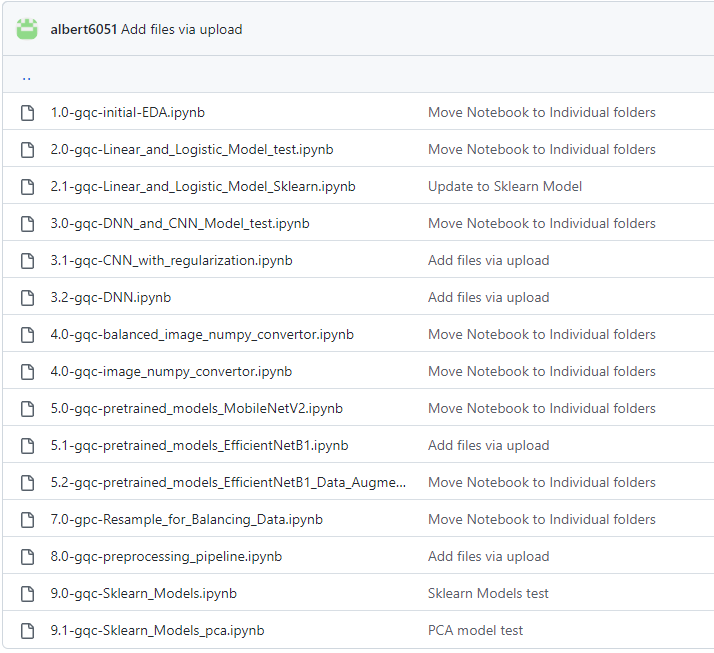 albert6051 Add files via upload
..
1.0-gqc-initial-EDA.ipynb Move Notebook to Individual folders
2.0-gqc-Linear_and_Logistic_Model_test.ipynb Move Notebook to Individual folders
2.1-gqc-Linear_and_Logistic_Model_Sklearn.ipynb Update to Sklearn Model
3.0-gqc-DNN_and_CNN_Model_test.ipynb Move Notebook to Individual folders
3.1-gqc-CNN_with_regularization.ipynb Add files via upload
3.2-gqc-DNN.ipynb Add files via upload
4.0-gqc-balanced_image_numpy_convertor.ipynb Move Notebook to Individual folders
4.0-gqc-image_numpy_convertor.ipynb Move Notebook to Individual folders
5.0-gqc-pretrained_models_MobileNetV2.ipynb Move Notebook to Individual folders
5.1-gqc-pretrained_models_EfficientNetB1.ipynb Add files via upload
5.2-gqc-pretrained_models_EfficientNetB1_Data_Augme... Move Notebook to Individual folders
7.0-gpc-Resample_for_Balancing_Data.ipynb Move Notebook to Individual folders
8.0-gqc-preprocessing_pipeline.ipynb Add files via upload
9.0-gqc-Sklearn_Models.ipynb Sklearn Models test
9.1-gqc-Sklearn_Models_pca.ipynb PCA model test